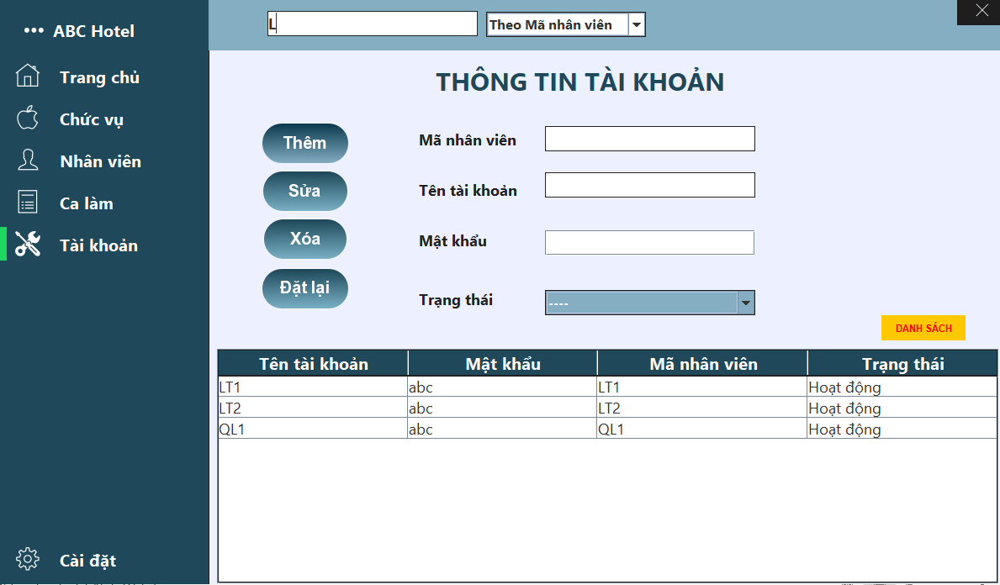 ABC Hotel
Trang chủ
Chức vụ
Nhân viên
Ca làm
Tài khoản
Cài đặt
L
Theo Mã nhân viên
THÔNG TIN TÀI KHOẢN
Thêm
Sửa
Xóa
Đặt lại
Mã nhân viên
Tên tài khoản
Mật khẩu
Trạng thái
----
DANH SÁCH
Tên tài khoản Mật khẩu Mã nhân viên Trạng thái
LT1 abc LT1 Hoạt động
LT2 abc LT2 Hoạt động
QL1 abc QL1 Hoạt động